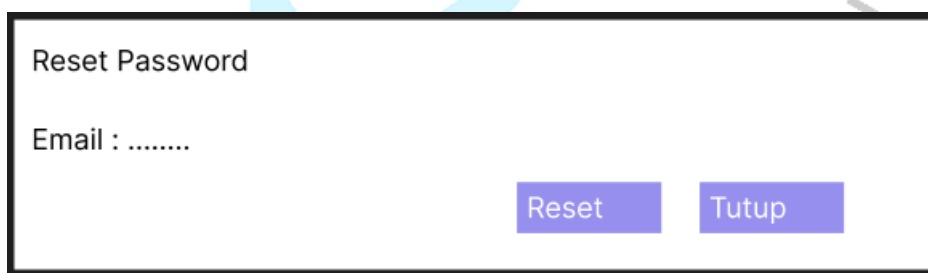 Reset Password
Email : ........
Reset Tutup